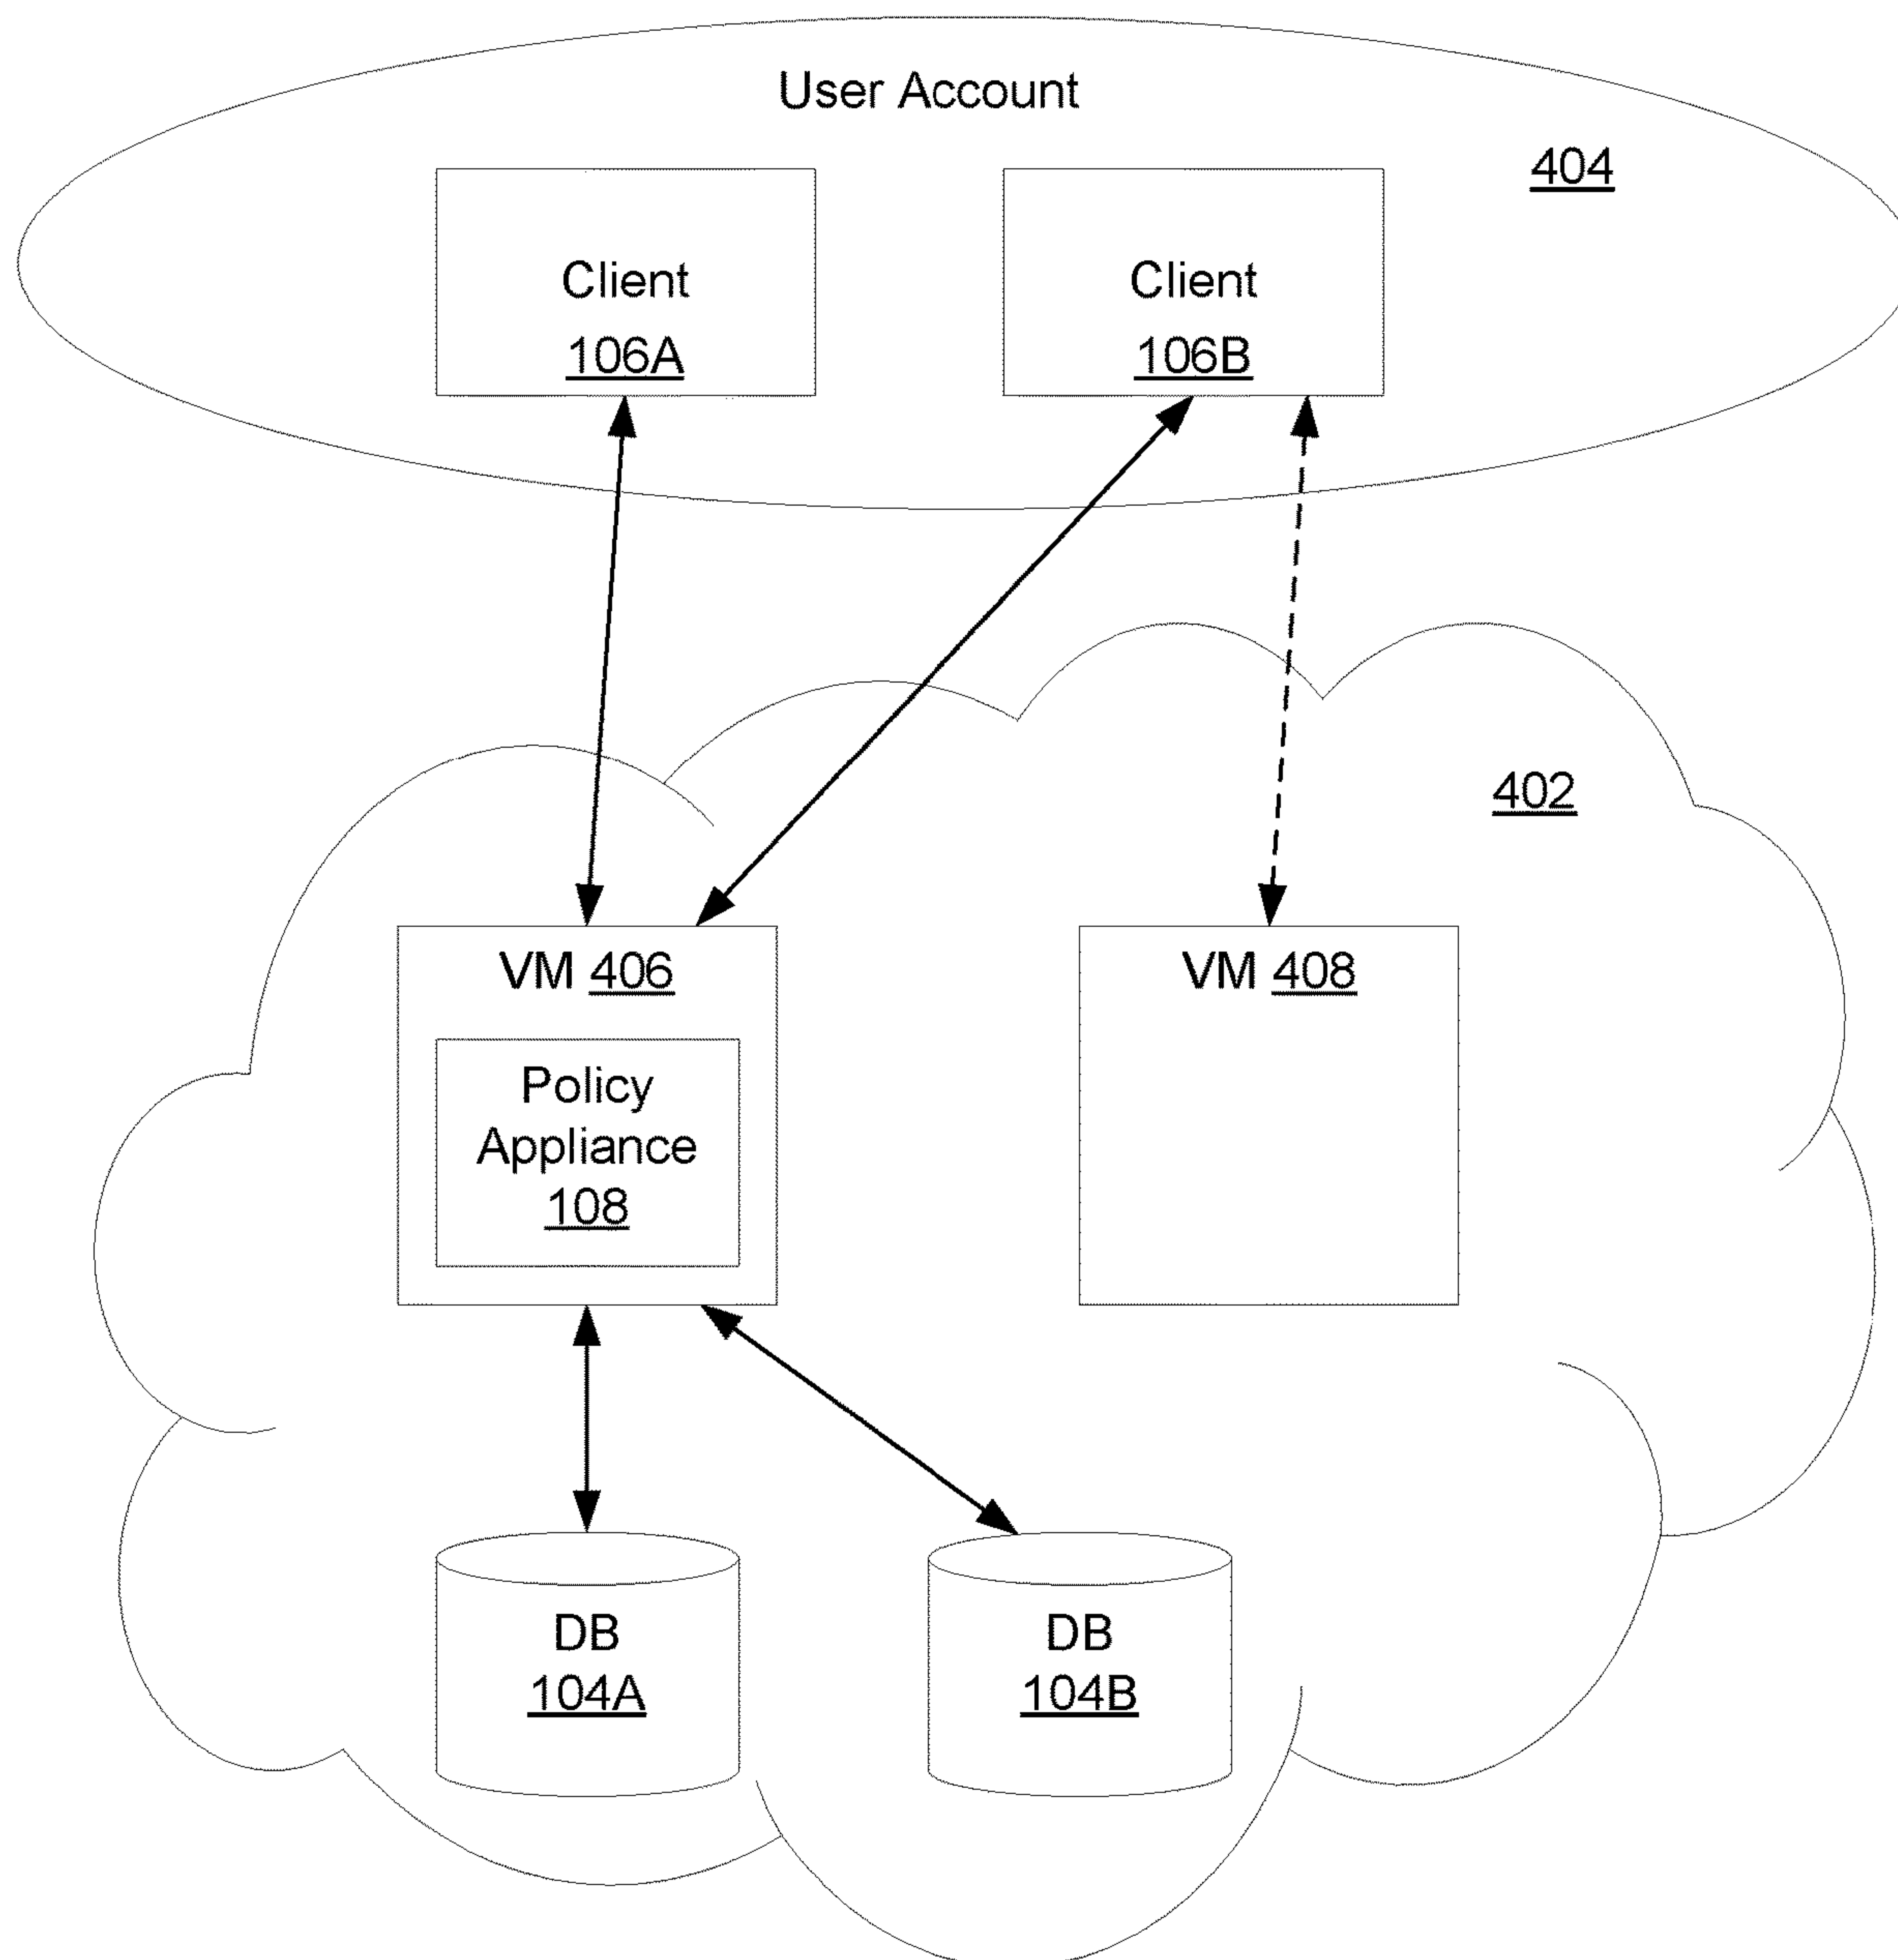 User Account
404
Client
106A
Client
106B
402
VM 406
VM 408
Policy
Appliance
108
DB
104A
DB
104B